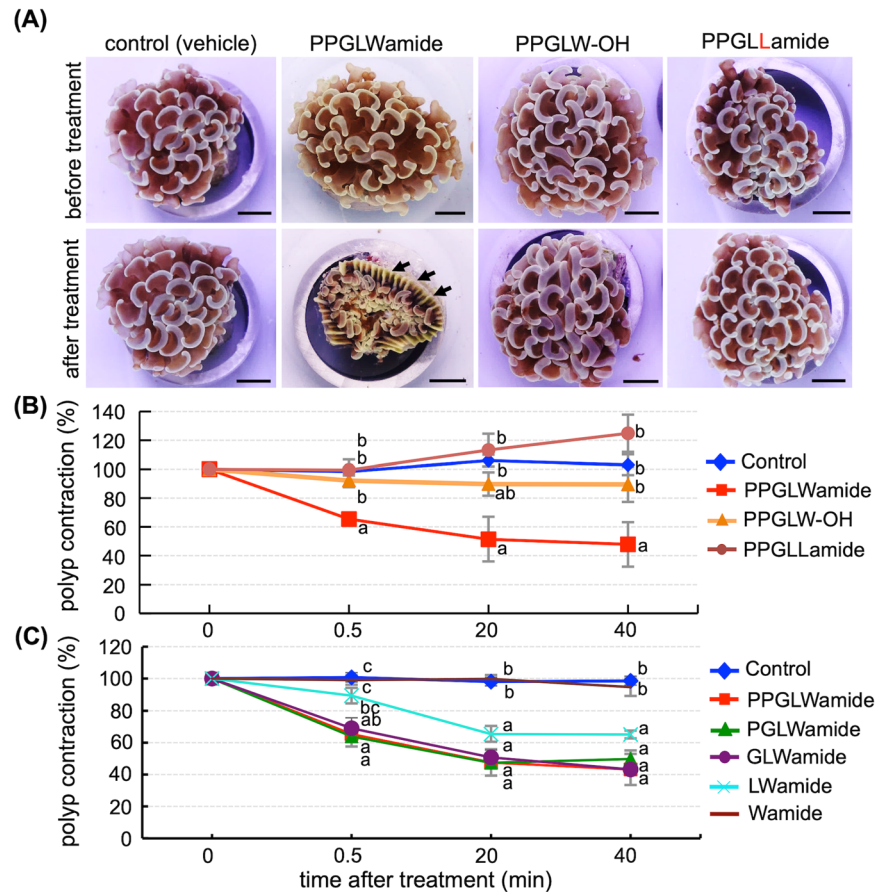 (A)
control (vehicle) PPGLWamide PPGLW-OH PPGLLamide
before treatment
after treatment
(B)
polyp contraction (%)
140
120
100
80
60
40
20
0
b
b
b
a
b
b
ab
a
b
b
b
a
0 0.5 20 40
Control
PPGLWamide
PPGLW-OH
PPGLLamide
(C)
polyp contraction (%)
120
100
80
60
40
20
0
c
c
bc
ab
a
a
b
b
a
a
a
a
b
b
a
a
a
a
0 0.5 20 40
time after treatment (min)
Control
PPGLWamide
PGLWamide
GLWamide
LWamide
Wamide